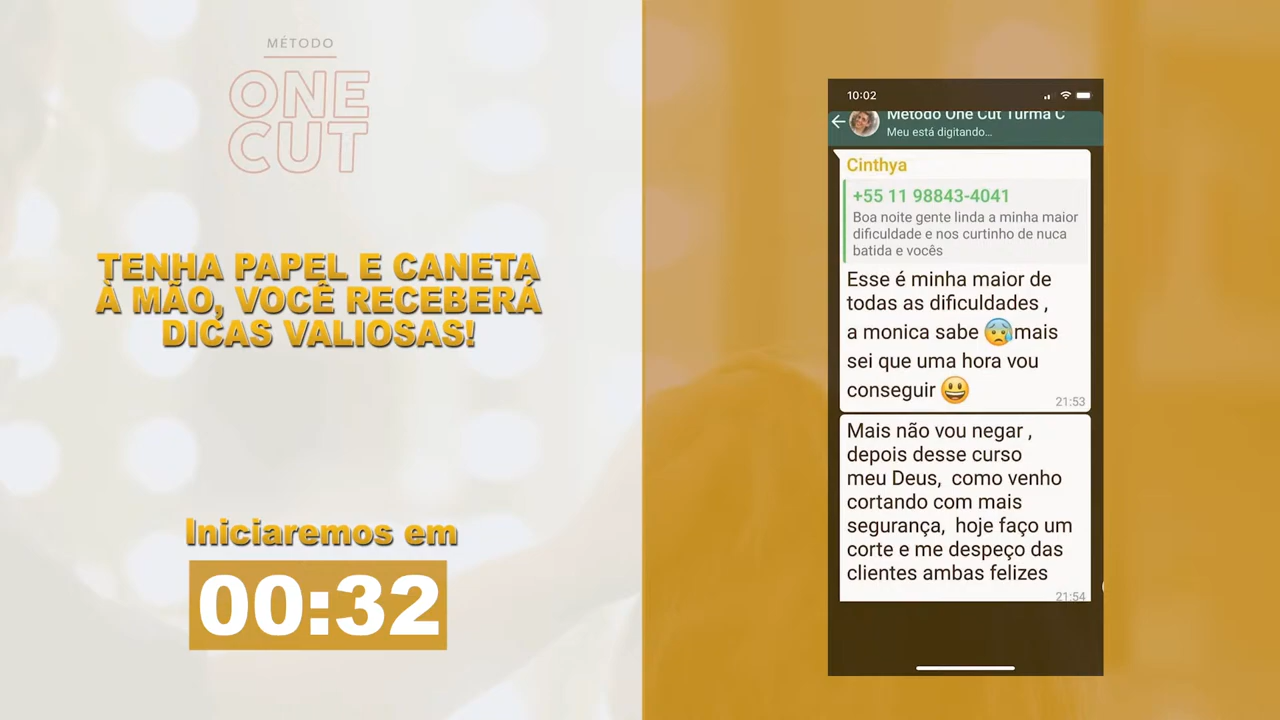 MÉTODO
ONE
CUT
TENHA PAPEL E CANETA
À MÃO, VOCÊ RECEBERÁ
DICAS VALIOSAS!
Iniciaremos em
00:32
10:02
Método One Cut Turma C
Meu está digitando...
Cinthya
+55 11 98843-4041
Boa noite gente linda a minha maior
dificuldade e nos curtinho de nuca
batida e vocês
Esse é minha maior de
todas as dificuldades ,
a monica sabe 😥mais
sei que uma hora vou
conseguir 😃
21:53
Mais não vou negar ,
depois desse curso
meu Deus, como venho
cortando com mais
segurança, hoje faço um
corte e me despeço das
clientes ambas felizes
21:54